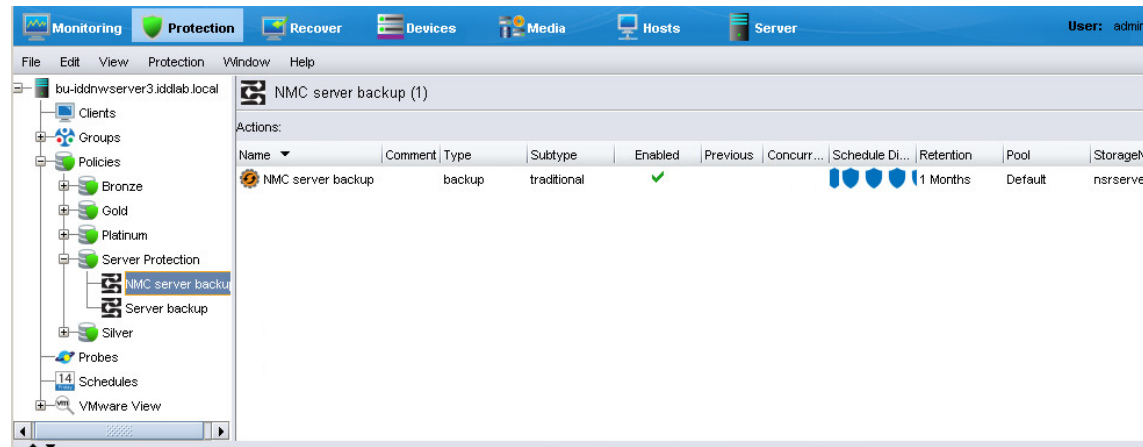 Monitoring Protection Recover Devices Media Hosts Server User: admin
File Edit View Protection Window Help
bu-iddnwserver3.iddlab.local
Clients
Groups
Policies
Bronze
Gold
Platinum
Server Protection
NMC server backup
Server backup
Silver
Probes
14 Schedules
vm VMware View
NMC server backup (1)
Actions:
Name Comment Type Subtype Enabled Previous Concurr... Schedule Di... Retention Pool StorageN
NMC server backup backup traditional 1 Months Default nsrserve